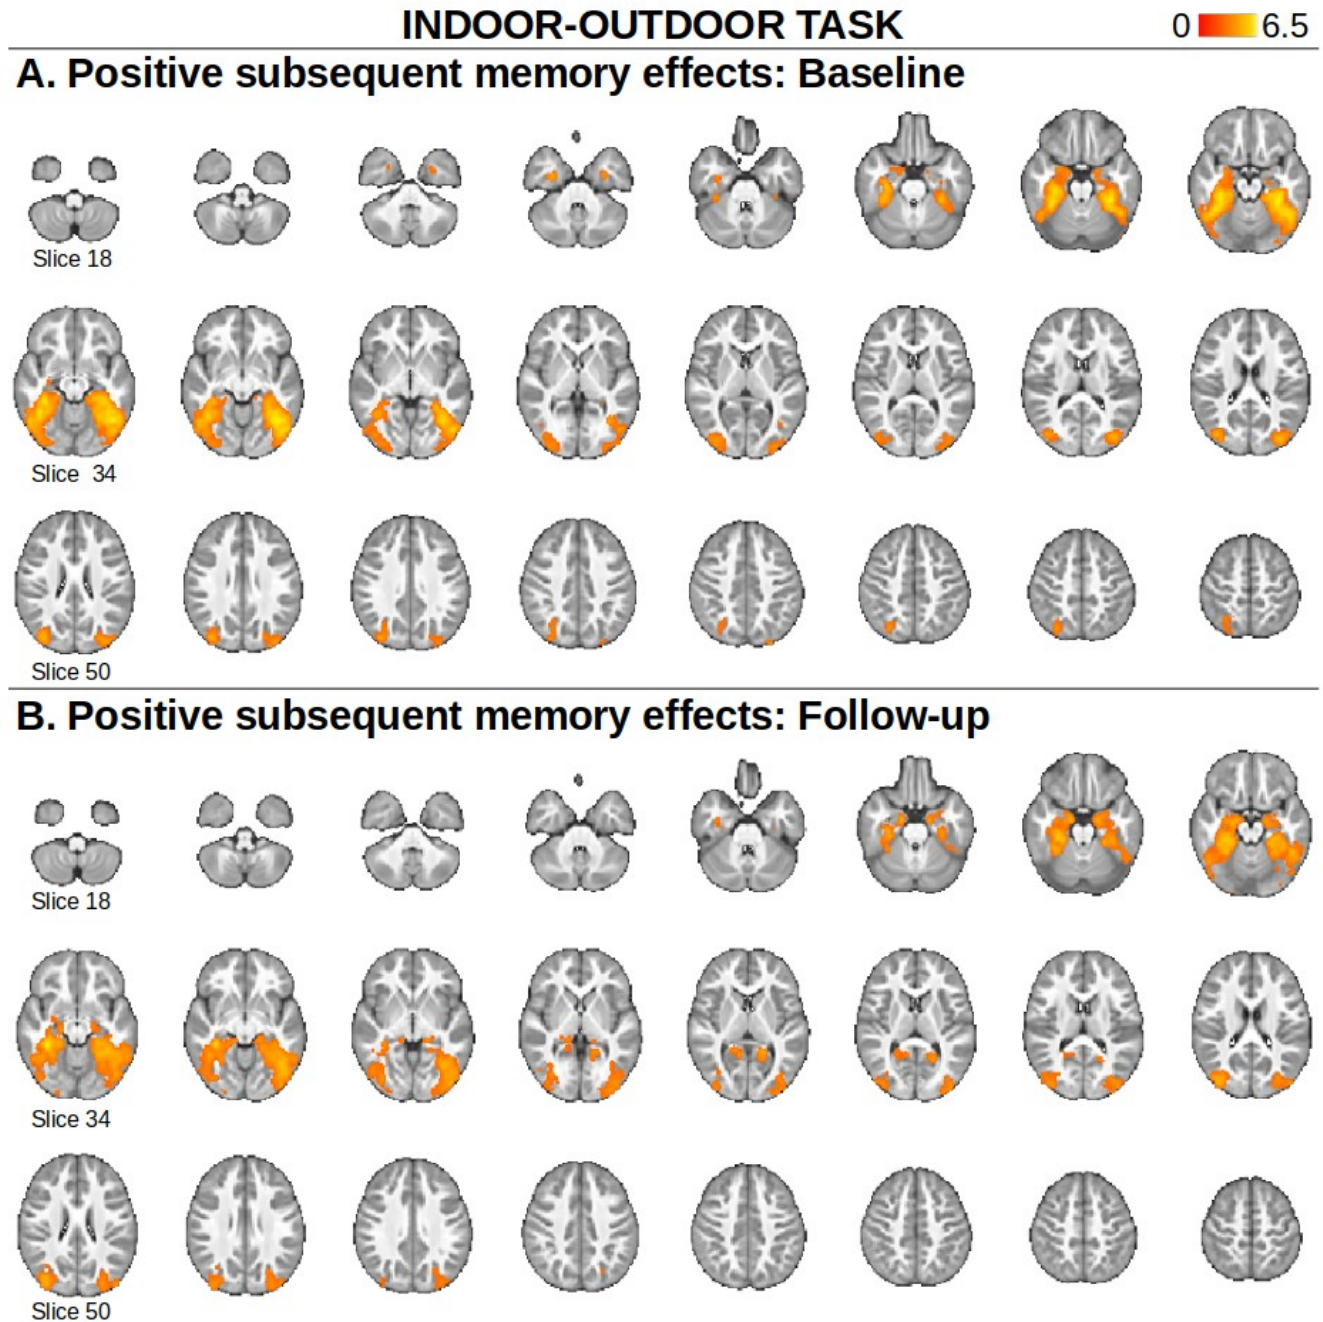 INDOOR-OUTDOOR TASK
0 6.5
A. Positive subsequent memory effects: Baseline
Slice 18
Slice 34
Slice 50
B. Positive subsequent memory effects: Follow-up
Slice 18
Slice 34
Slice 50